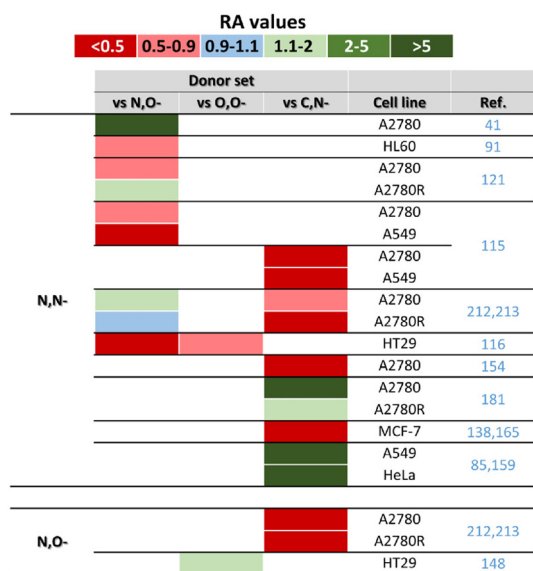 RA values
<0.5 0.5-0.9 0.9-1.1 1.1-2 2-5 >5
Donor set
vs N,O- vs O,O- vs C,N- Cell line Ref.
A2780 41
HL60 91
A2780
121
A2780R
A2780
A549
115
A2780
A549
N,N-
A2780
212,213
A2780R
HT29 116
A2780 154
A2780
181
A2780R
MCF-7 138,165
A549
85,159
HeLa
A2780
212,213
N,O-
A2780R
HT29 148